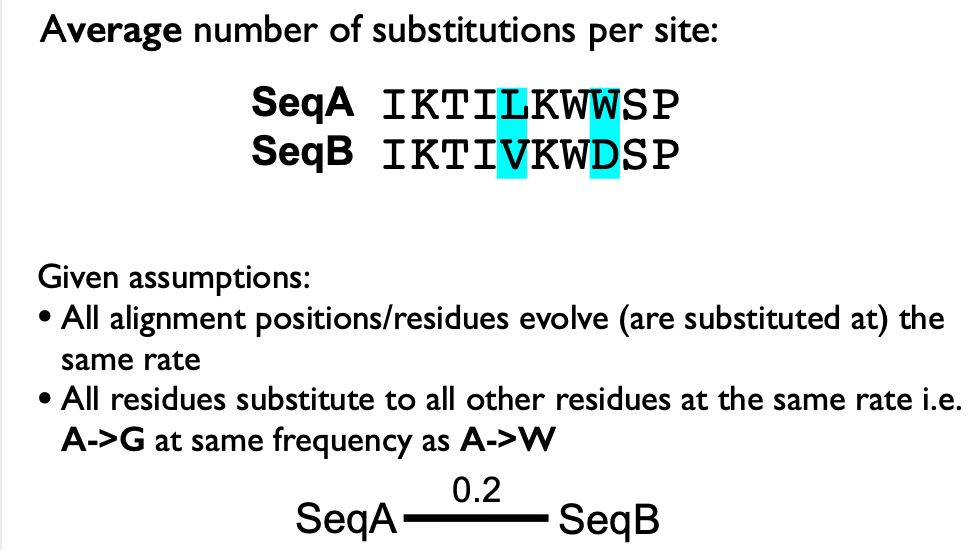 Average number of substitutions per site:
SeqA IKTILKWWSP
SeqB IKTIVKWDSP
Given assumptions:
• All alignment positions/residues evolve (are substituted at) the
same rate
• All residues substitute to all other residues at the same rate i.e.
A->G at same frequency as A->W
0.2
SeqA SeqB